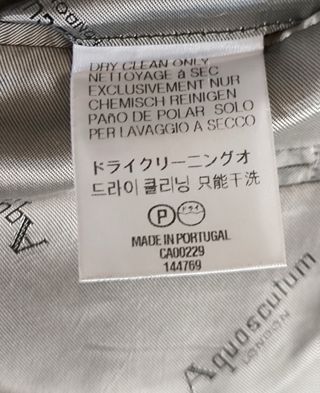 DRY CLEAN ONLY
NETTOYAGE à SEC
EXCLUSIVEMENT NUR
CHEMISCH REINIGEN
PAñO DE POLAR SOLO
PER LAVAGGIO A SECCO
ドライクリーニングオ
드라이 클리닝 只能干洗
P ドライ
MADE IN PORTUGAL
CA00229
144769
Aquascutum
LONDON